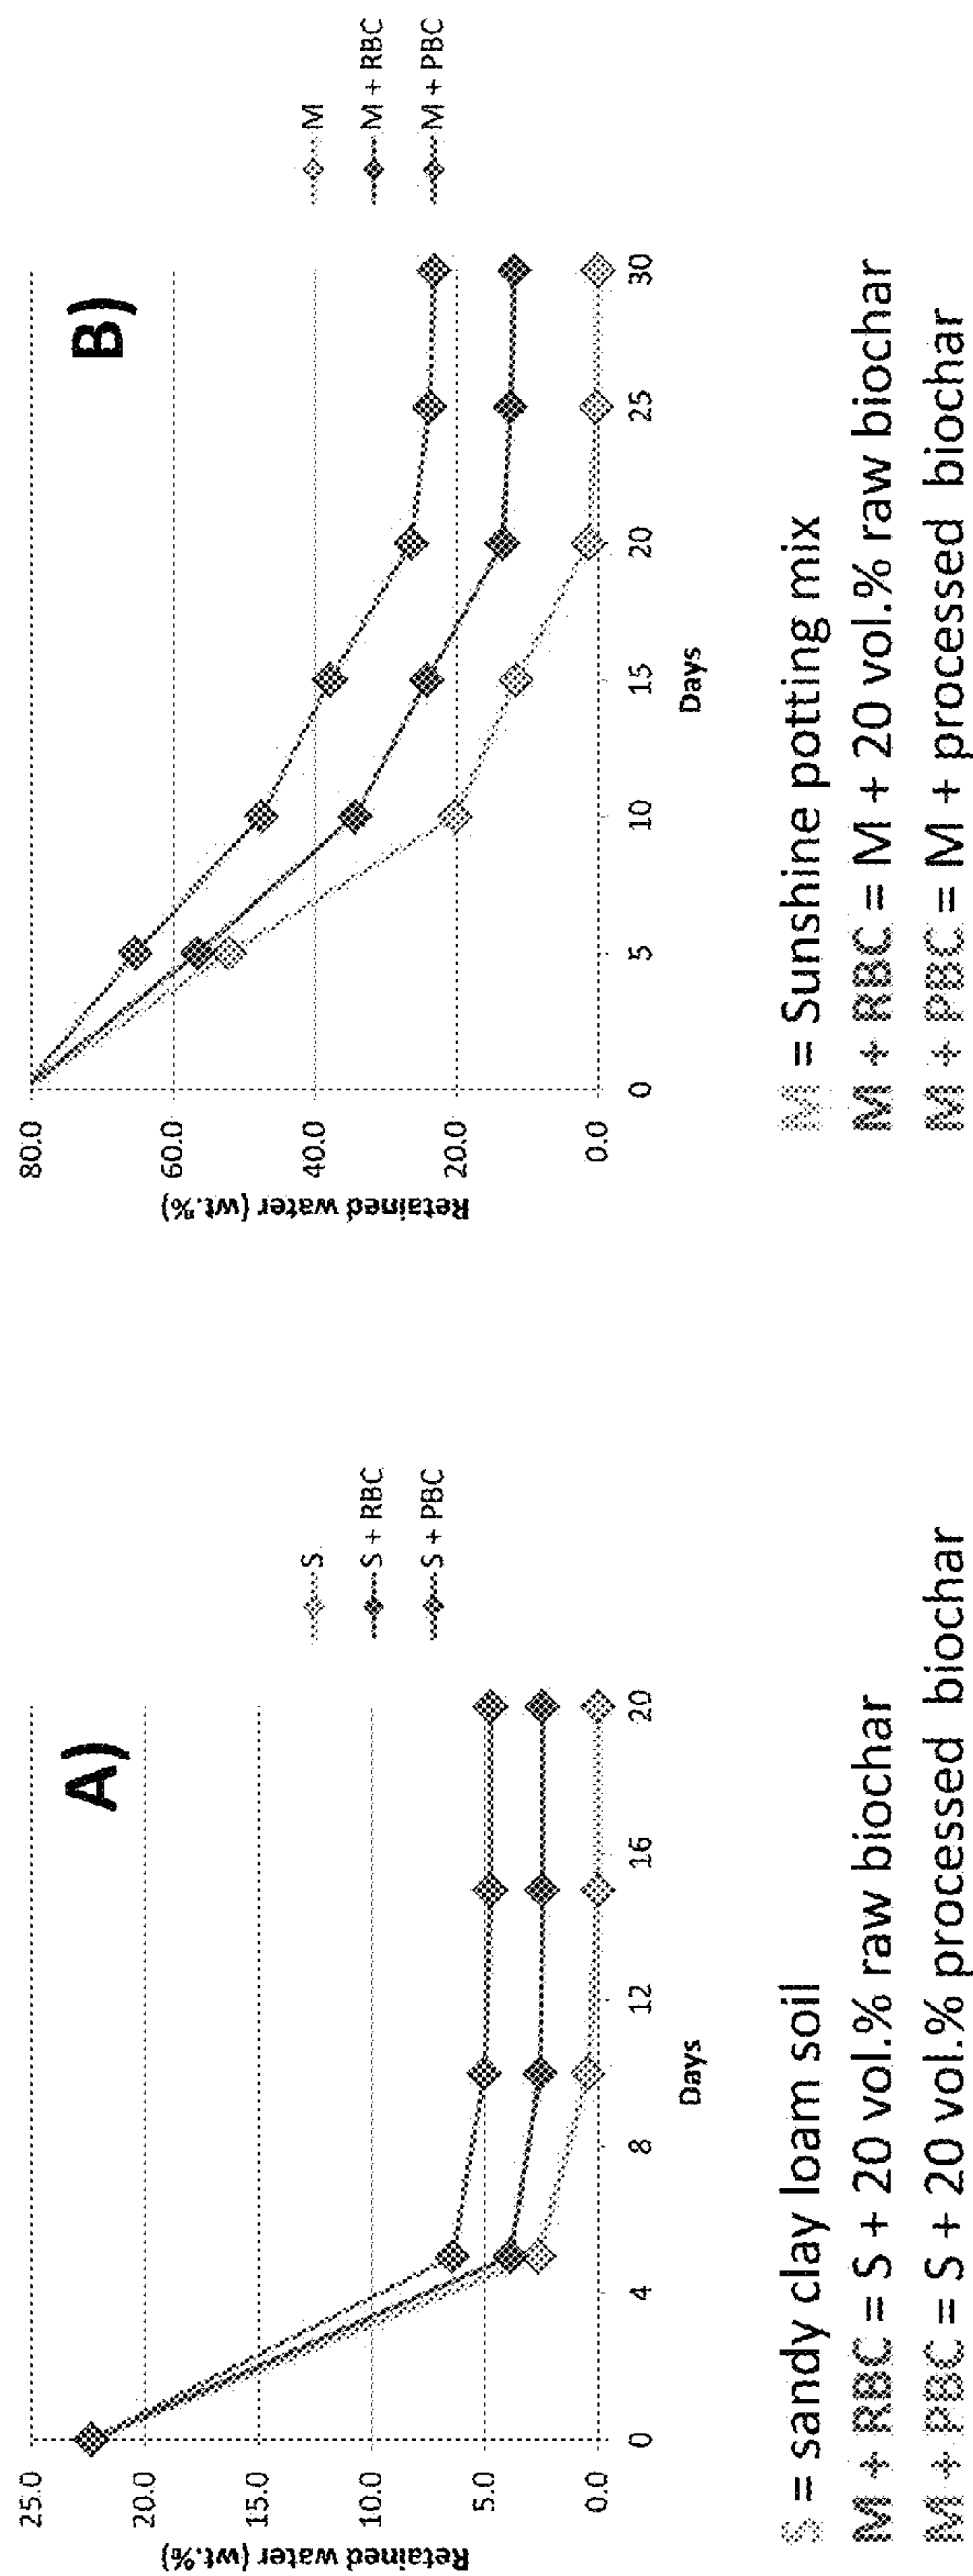 A)
Retained water (wt.%)
25.0
20.0
15.0
10.0
5.0
0.0
0 4 8 12 16 20
Days
S
S + RBC
S + PBC
S = sandy clay loam soil
M + RBC = S + 20 vol.% raw biochar
M + PBC = S + 20 vol.% processed biochar
B)
Retained water (wt.%)
80.0
60.0
40.0
20.0
0.0
0 5 10 15 20 25 30
Days
M
M + RBC
M + PBC
M = Sunshine potting mix
M + RBC = M + 20 vol.% raw biochar
M + PBC = M + processed biochar